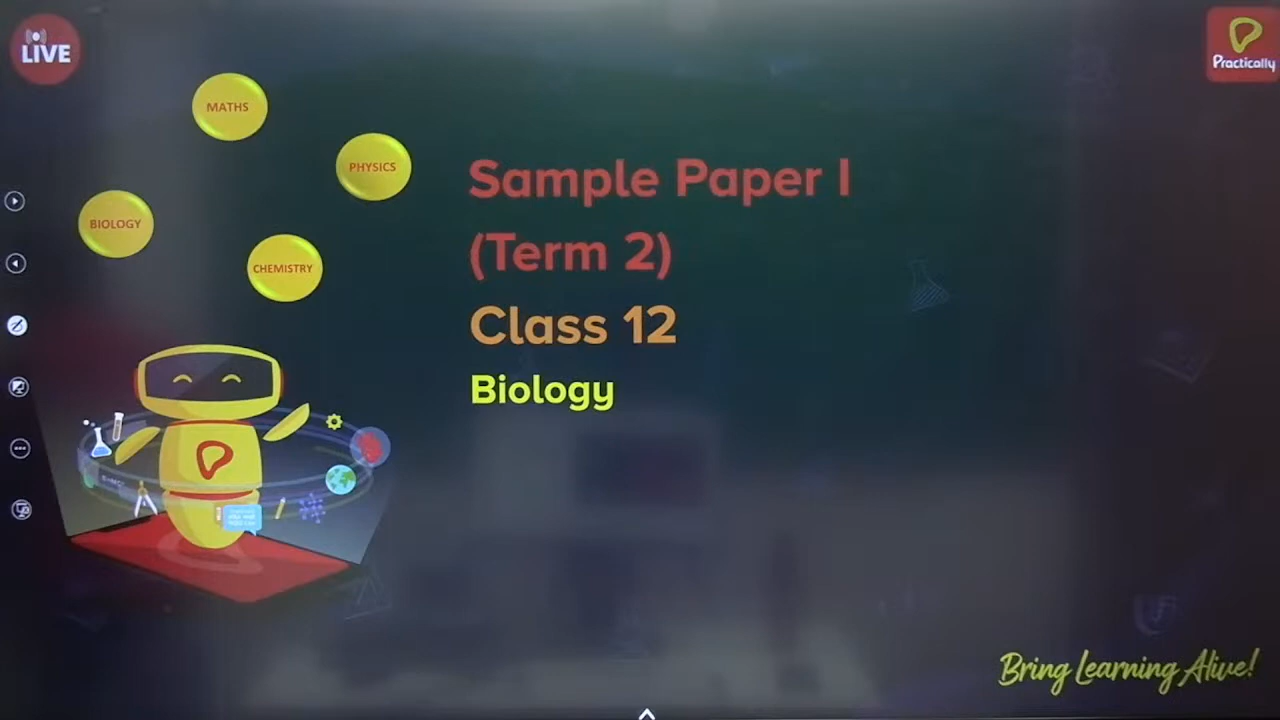 LIVE
Practically
MATHS
PHYSICS
BIOLOGY
CHEMISTRY
Sample Paper I
(Term 2)
Class 12
Biology
Bring Learning Alive!